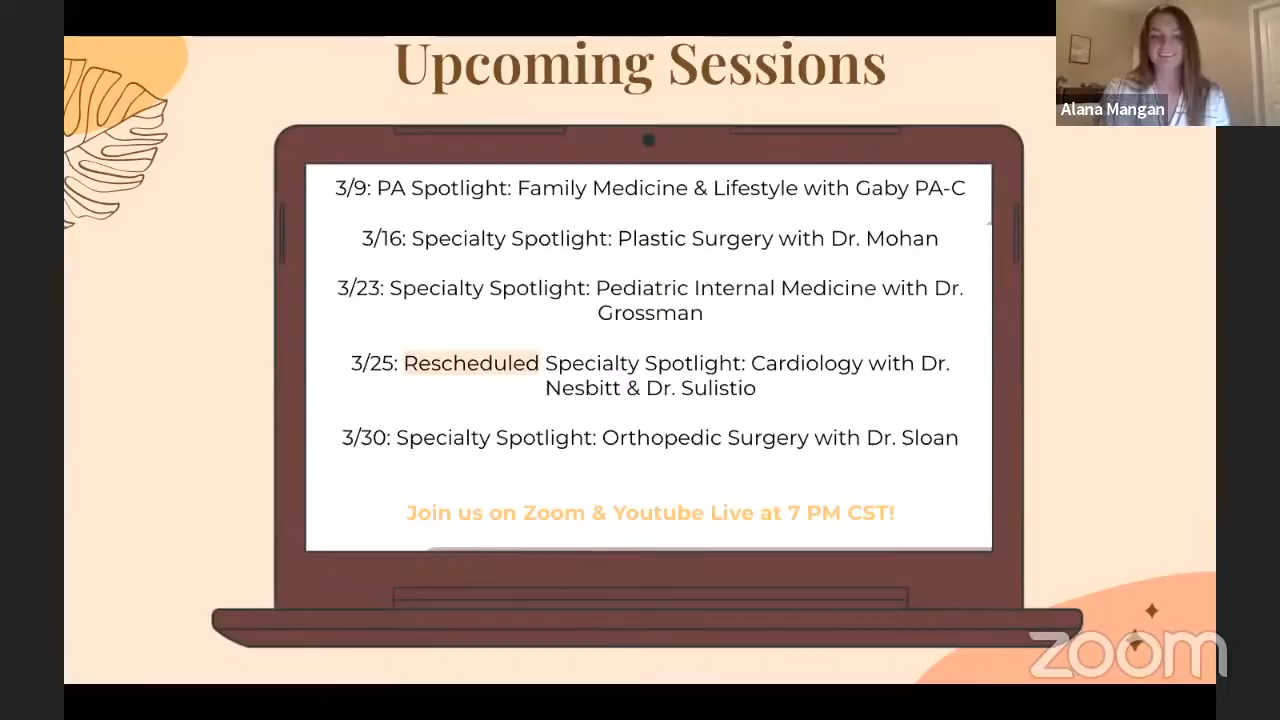 Upcoming Sessions
Alana Mangan
3/9: PA Spotlight: Family Medicine & Lifestyle with Gaby PA-C
3/16: Specialty Spotlight: Plastic Surgery with Dr. Mohan
3/23: Specialty Spotlight: Pediatric Internal Medicine with Dr.
Grossman
3/25: Rescheduled Specialty Spotlight: Cardiology with Dr.
Nesbitt & Dr. Sulistio
3/30: Specialty Spotlight: Orthopedic Surgery with Dr. Sloan
Join us on Zoom & Youtube Live at 7 PM CST!
zoom